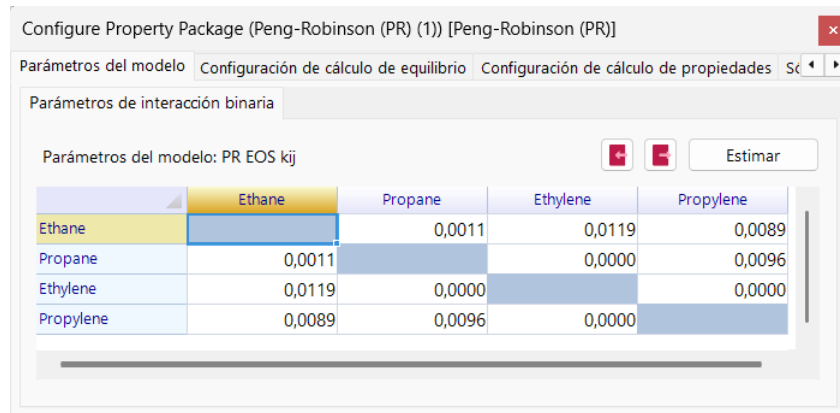 Configure Property Package (Peng-Robinson (PR) (1)) [Peng-Robinson (PR)]
Parámetros del modelo Configuración de cálculo de equilibrio Configuración de cálculo de propiedades
Parámetros de interacción binaria
Parámetros del modelo: PR EOS kij Estimar
Ethane Propane Ethylene Propylene
Ethane 0,0011 0,0119 0,0089
Propane 0,0011 0,0000 0,0096
Ethylene 0,0119 0,0000 0,0000
Propylene 0,0089 0,0096 0,0000